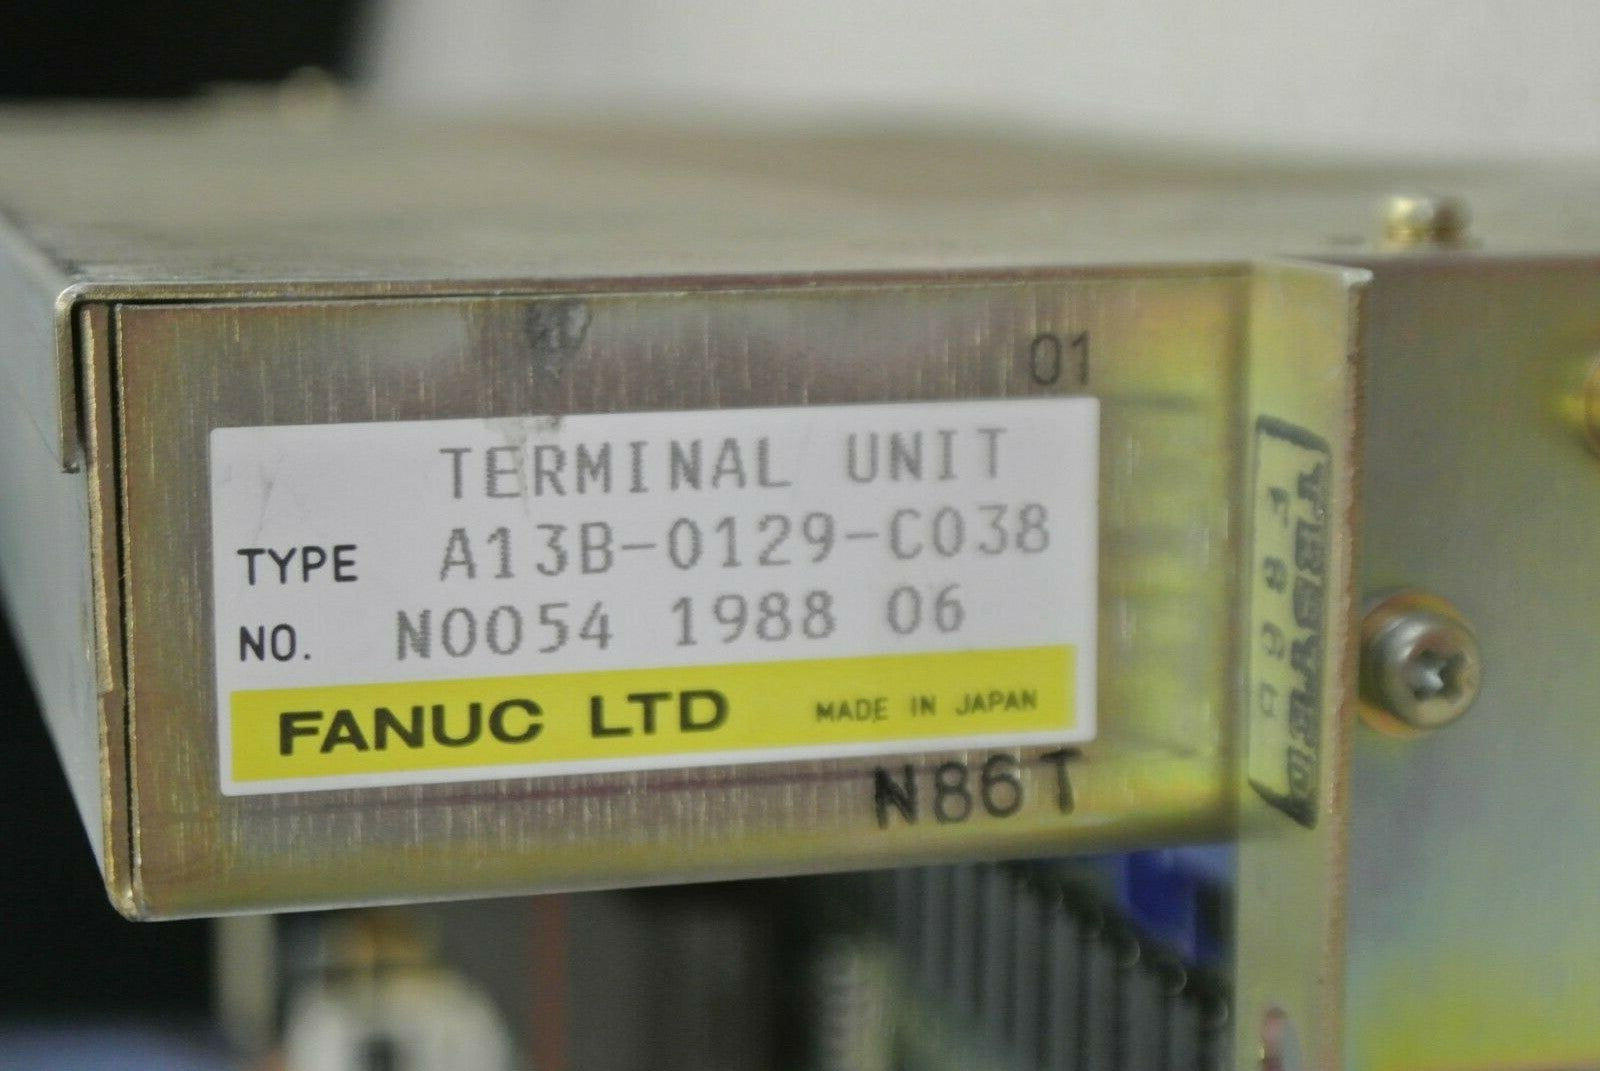 01
TERMINAL UNIT
TYPE A13B-0129-C038
NO. N0054 1988 06
FANUC LTD MADE IN JAPAN
N86T